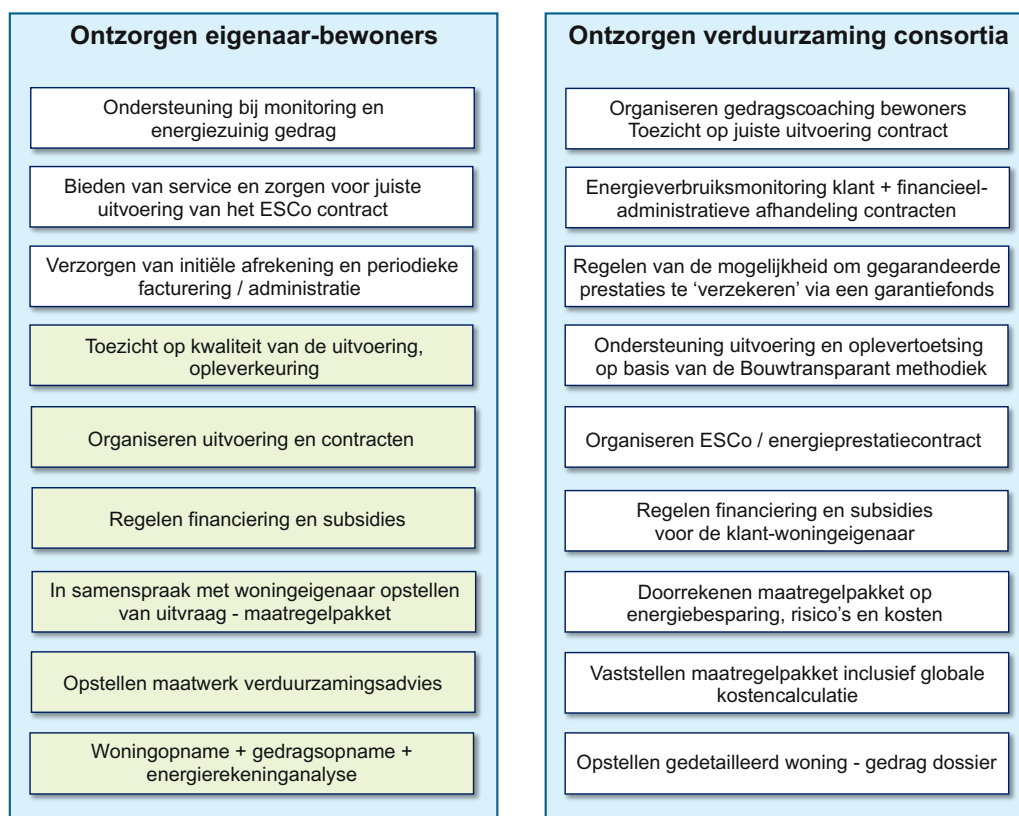 Ontzorgen eigenaar-bewoners
Ondersteuning bij monitoring en
energiezuinig gedrag
Bieden van service en zorgen voor juiste
uitvoering van het ESCo contract
Verzorgen van initiële afrekening en periodieke
facturering / administratie
Toezicht op kwaliteit van de uitvoering,
opleverkeuring
Organiseren uitvoering en contracten
Regelen financiering en subsidies
In samenspraak met woningeigenaar opstellen
van uitvraag - maatregelpakket
Opstellen maatwerk verduurzamingsadvies
Woningopname + gedragsopname +
energierekeninganalyse
Ontzorgen verduurzaming consortia
Organiseren gedragscoaching bewoners
Toezicht op juiste uitvoering contract
Energieverbruiksmonitoring klant + financieel-
administratieve afhandeling contracten
Regelen van de mogelijkheid om gegarandeerde
prestaties te ‘verzekeren’ via een garantiefonds
Ondersteuning uitvoering en oplevertoetsing
op basis van de Bouwtransparant methodiek
Organiseren ESCo / energieprestatiecontract
Regelen financiering en subsidies
voor de klant-woningeigenaar
Doorrekenen maatregelpakket op
energiebesparing, risico’s en kosten
Vaststellen maatregelpakket inclusief globale
kostencalculatie
Opstellen gedetailleerd woning - gedrag dossier